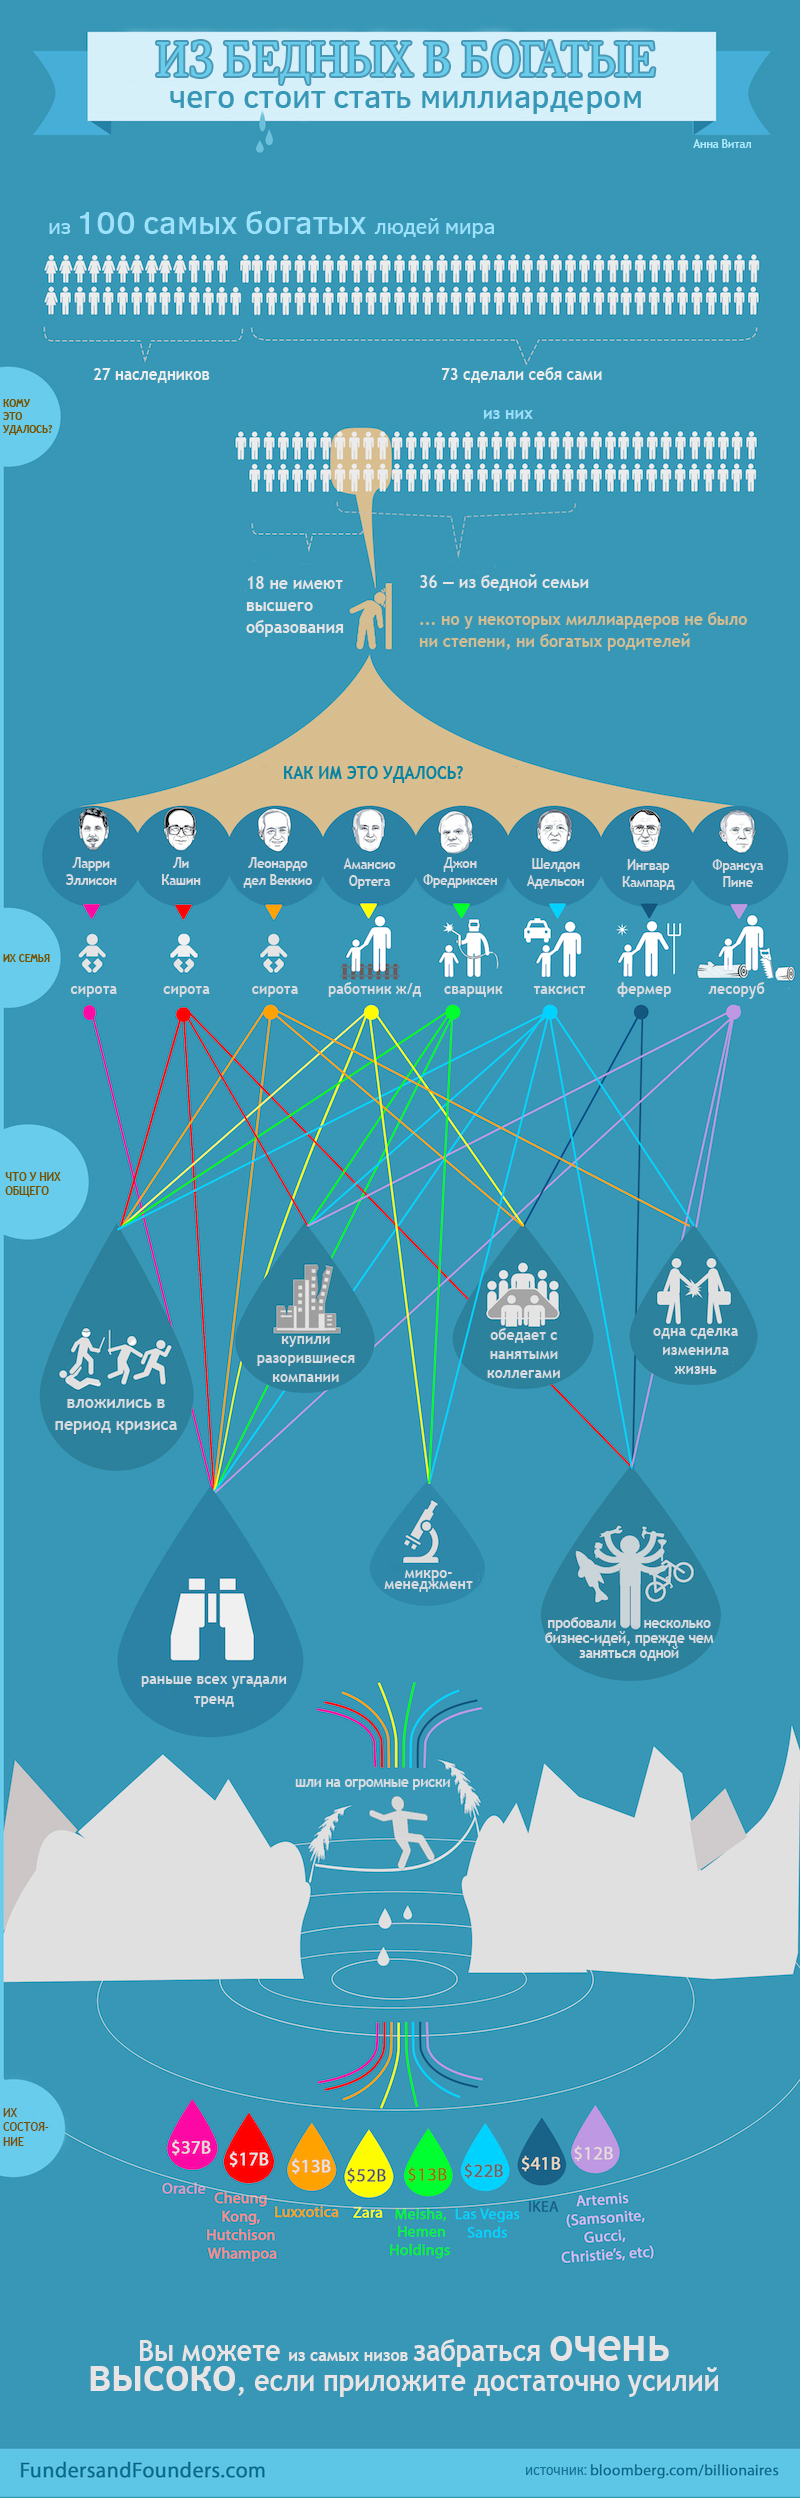 ИЗ БЕДНЫХ В БОГАТЫЕ
чего стоит стать миллиардером
Анна Витал
из 100 самых богатых людей мира
27 наследников
73 сделали себя сами
КОМУ
ЭТО
УДАЛОСЬ?
из них
18 не имеют
высшего
образования
36 — из бедной семьи
... но у некоторых миллиардеров не было
ни степени, ни богатых родителей
КАК ИМ ЭТО УДАЛОСЬ?
Ларри
Эллисон
Ли
Кашин
Леонардо
дел Веккио
Амансио
Ортега
Джон
Фредриксен
Шелдон
Адельсон
Ингвар
Кампард
Франсуа
Пине
ИХ СЕМЬЯ
сирота
сирота
сирота
работник ж/д
сварщик
таксист
фермер
лесоруб
ЧТО У НИХ
ОБЩЕГО
вложились в
период кризиса
купили
разорившиеся
компании
обедает с
нанятыми
коллегами
одна сделка
изменила
жизнь
раньше всех угадали
тренд
микро-
менеджмент
пробовали несколько
бизнес-идей, прежде чем
заняться одной
шли на огромные риски
ИХ
СОСТОЯ-
НИЕ
$37B
$17B
$13B
$52B
$13B
$22B
$41B
$12B
Oracle
Cheung
Kong,
Hutchison
Whampoa
Luxxotica
Zara
Meisha,
Hemen
Holdings
Las Vegas
Sands
IKEA
Artemis
(Samsonite,
Gucci,
Christie's, etc)
Вы можете из самых низов забраться ОЧЕНЬ
ВЫСОКО, если приложите достаточно усилий
FundersandFounders.com
источник: bloomberg.com/billionaires